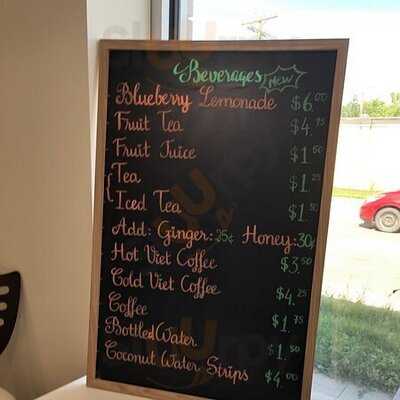 Beverages NEW
Blueberry Lemonade $6.00
Fruit Tea $4.75
Fruit Juice $1.50
Tea $1.25
Iced Tea $1.50
Add: Ginger: 25¢ Honey: 30¢
Hot Viet Coffee $3.50
Cold Viet Coffee $4.25
Coffee $1.75
Bottled Water $1.50
Coconut Water Strips $4.00